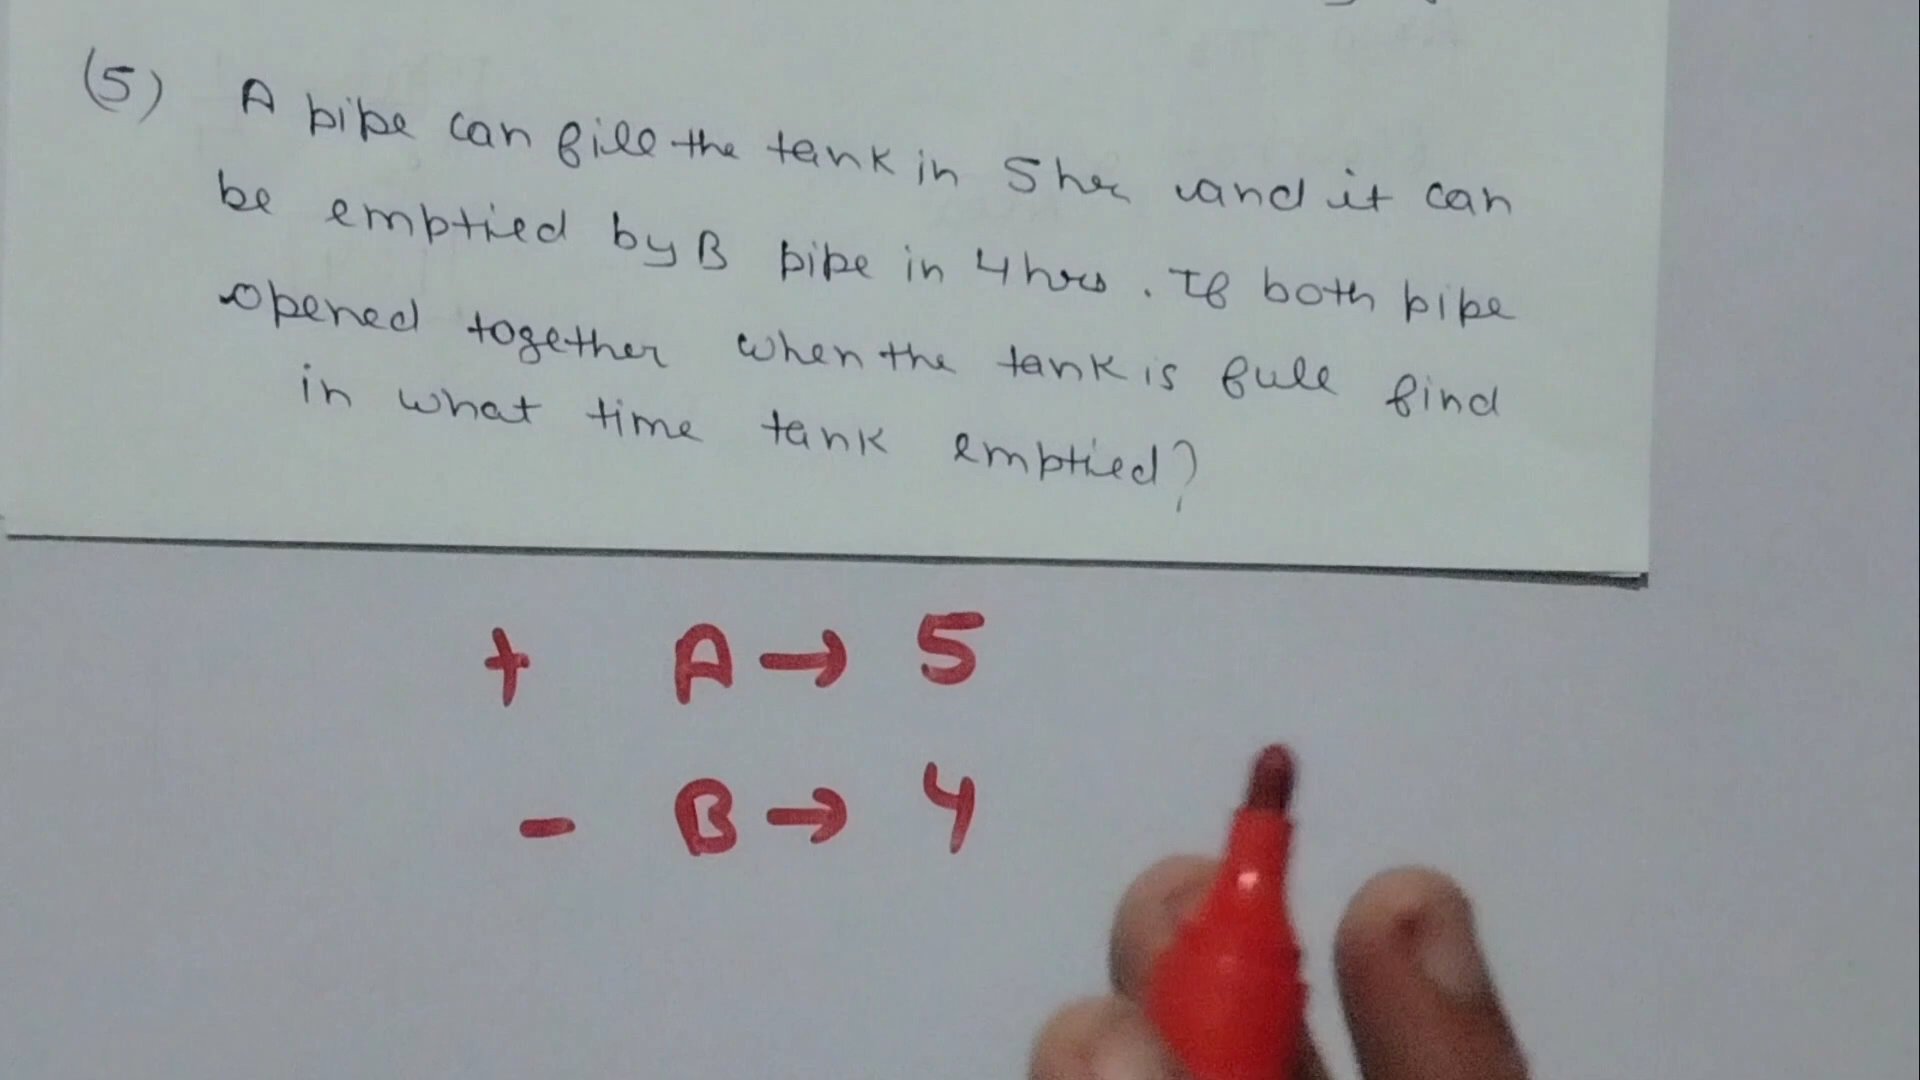 (5) A pipe can fill the tank in 5 hr and it can
be emptied by B pipe in 4 hrs. If both pipe
opened together when the tank is full find
in what time tank emptied?
+ A → 5
- B → 4